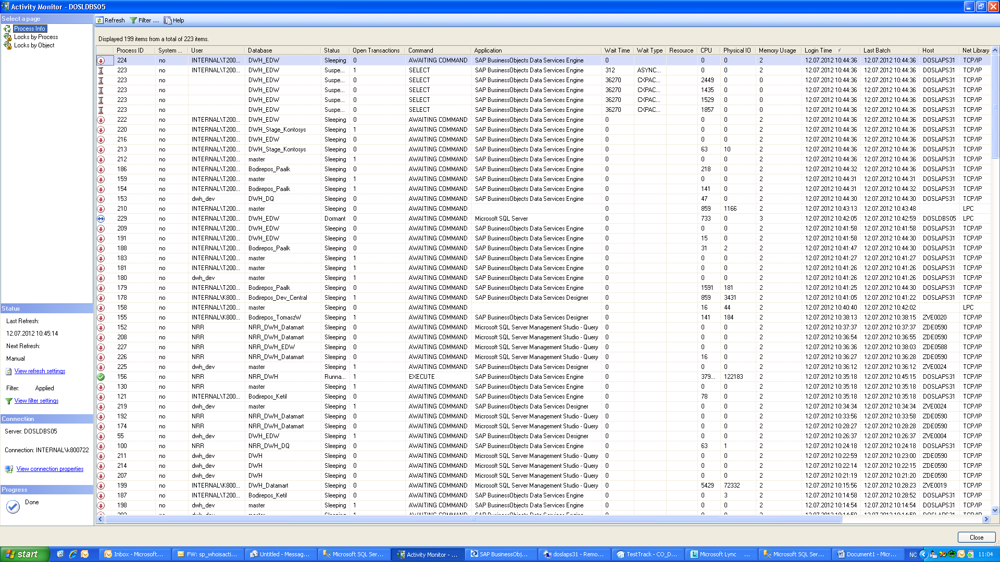 Activity Monitor - DOSLDBS05
Select a page
Process Info
Locks by Process
Locks by Object
Refresh Filter ... Help
Displayed 199 items from a total of 223 items.
Process ID System ... User Database Status Open Transactions Command Application Wait Time Wait Type Resource CPU Physical IO Memory Usage Login Time Last Batch Host Net Library
224 no INTERNAL\T200... DWH_EDW Sleeping 0 AWAITING COMMAND SAP BusinessObjects Data Services Engine 0 0 0 2 12.07.2012 10:44:36 12.07.2012 10:44:36 DOSLAPS31 TCP/IP
223 no INTERNAL\T200... DWH_EDW Suspe... 1 SELECT SAP BusinessObjects Data Services Engine 312 ASYNC... 0 0 2 12.07.2012 10:44:36 12.07.2012 10:44:36 DOSLAPS31 TCP/IP
223 no DWH_EDW Suspe... 0 SELECT SAP BusinessObjects Data Services Engine 36270 CXPAC... 2449 0 0 12.07.2012 10:44:36 12.07.2012 10:44:36 DOSLAPS31 TCP/IP
223 no DWH_EDW Suspe... 0 SELECT SAP BusinessObjects Data Services Engine 36270 CXPAC... 1435 0 0 12.07.2012 10:44:36 12.07.2012 10:44:36 DOSLAPS31 TCP/IP
223 no DWH_EDW Suspe... 0 SELECT SAP BusinessObjects Data Services Engine 36270 CXPAC... 1529 0 0 12.07.2012 10:44:36 12.07.2012 10:44:36 DOSLAPS31 TCP/IP
223 no DWH_EDW Suspe... 0 SELECT SAP BusinessObjects Data Services Engine 36270 CXPAC... 1857 0 0 12.07.2012 10:44:36 12.07.2012 10:44:36 DOSLAPS31 TCP/IP
222 no INTERNAL\T200... DWH_EDW Sleeping 0 AWAITING COMMAND SAP BusinessObjects Data Services Engine 0 0 0 2 12.07.2012 10:44:36 12.07.2012 10:44:36 DOSLAPS31 TCP/IP
220 no INTERNAL\T200... DWH_Stage_Kontosys Sleeping 1 AWAITING COMMAND SAP BusinessObjects Data Services Engine 0 0 0 2 12.07.2012 10:44:36 12.07.2012 10:44:36 DOSLAPS31 TCP/IP
216 no INTERNAL\T200... DWH_EDW Sleeping 0 AWAITING COMMAND SAP BusinessObjects Data Services Engine 0 0 0 2 12.07.2012 10:44:36 12.07.2012 10:44:36 DOSLAPS31 TCP/IP
213 no INTERNAL\T200... DWH_Stage_Kontosys Sleeping 0 AWAITING COMMAND SAP BusinessObjects Data Services Engine 0 63 10 2 12.07.2012 10:44:36 12.07.2012 10:44:36 DOSLAPS31 TCP/IP
212 no INTERNAL\T200... master Sleeping 1 AWAITING COMMAND SAP BusinessObjects Data Services Engine 0 0 0 2 12.07.2012 10:44:36 12.07.2012 10:44:36 DOSLAPS31 TCP/IP
186 no INTERNAL\T200... Bodirepos_Paalk Sleeping 0 AWAITING COMMAND SAP BusinessObjects Data Services Engine 0 218 0 2 12.07.2012 10:44:32 12.07.2012 10:44:36 DOSLAPS31 TCP/IP
159 no INTERNAL\T200... master Sleeping 1 AWAITING COMMAND SAP BusinessObjects Data Services Engine 0 0 0 2 12.07.2012 10:44:31 12.07.2012 10:44:31 DOSLAPS31 TCP/IP
154 no INTERNAL\T200... Bodirepos_Paalk Sleeping 1 AWAITING COMMAND SAP BusinessObjects Data Services Engine 0 141 0 2 12.07.2012 10:44:31 12.07.2012 10:44:32 DOSLAPS31 TCP/IP
153 no dwh_dev DWH_DQ Sleeping 0 AWAITING COMMAND SAP BusinessObjects Data Services Engine 0 47 0 2 12.07.2012 10:44:30 12.07.2012 10:44:30 DOSLAPS31 TCP/IP
210 no INTERNAL\T200... master Sleeping 0 AWAITING COMMAND 0 859 1166 2 12.07.2012 10:43:13 12.07.2012 10:43:48 LPC
229 no INTERNAL\T200... DWH_EDW Dormant 0 AWAITING COMMAND Microsoft SQL Server 0 733 0 3 12.07.2012 10:42:05 12.07.2012 10:42:59 DOSLDBS05 LPC
209 no INTERNAL\T200... DWH_EDW Sleeping 0 AWAITING COMMAND SAP BusinessObjects Data Services Engine 0 0 0 2 12.07.2012 10:41:58 12.07.2012 10:41:58 DOSLAPS31 TCP/IP
191 no INTERNAL\T200... DWH_EDW Sleeping 0 AWAITING COMMAND SAP BusinessObjects Data Services Engine 0 15 0 2 12.07.2012 10:41:58 12.07.2012 10:44:30 DOSLAPS31 TCP/IP
188 no INTERNAL\T200... Bodirepos_Paalk Sleeping 0 AWAITING COMMAND SAP BusinessObjects Data Services Engine 0 31 2 2 12.07.2012 10:41:47 12.07.2012 10:44:30 DOSLAPS31 TCP/IP
183 no INTERNAL\T200... master Sleeping 1 AWAITING COMMAND SAP BusinessObjects Data Services Engine 0 0 0 2 12.07.2012 10:41:27 12.07.2012 10:41:27 DOSLAPS31 TCP/IP
181 no INTERNAL\T200... master Sleeping 1 AWAITING COMMAND SAP BusinessObjects Data Services Engine 0 0 0 2 12.07.2012 10:41:26 12.07.2012 10:41:26 DOSLAPS31 TCP/IP
180 no dwh_dev master Sleeping 1 AWAITING COMMAND SAP BusinessObjects Data Services Engine 0 0 0 2 12.07.2012 10:41:26 12.07.2012 10:41:26 DOSLAPS31 TCP/IP
179 no INTERNAL\T200... Bodirepos_Paalk Sleeping 1 AWAITING COMMAND SAP BusinessObjects Data Services Engine 0 1591 181 2 12.07.2012 10:41:25 12.07.2012 10:44:30 DOSLAPS31 TCP/IP
178 no INTERNAL\K800... Bodirepos_Dev_Central Sleeping 1 AWAITING COMMAND SAP BusinessObjects Data Services Designer 0 859 3431 2 12.07.2012 10:41:05 12.07.2012 10:41:22 DOSLAPS31 TCP/IP
158 no INTERNAL\T200... master Sleeping 0 AWAITING COMMAND 0 16 44 2 12.07.2012 10:40:40 12.07.2012 10:42:02 LPC
155 no INTERNAL\K800... Bodirepos_TomaszW Sleeping 1 AWAITING COMMAND SAP BusinessObjects Data Services Designer 0 141 184 2 12.07.2012 10:38:13 12.07.2012 10:38:15 ZVE0020 TCP/IP
152 no NRR NRR_DWH_Datamart Sleeping 0 AWAITING COMMAND Microsoft SQL Server Management Studio - Query 0 0 0 2 12.07.2012 10:37:37 12.07.2012 10:37:37 ZDE0590 TCP/IP
208 no NRR NRR_DWH_Datamart Sleeping 0 AWAITING COMMAND Microsoft SQL Server Management Studio - Query 0 0 0 2 12.07.2012 10:36:54 12.07.2012 10:36:55 ZDE0590 TCP/IP
227 no NRR NRR_DWH_EDW Sleeping 0 AWAITING COMMAND Microsoft SQL Server Management Studio - Query 0 0 0 2 12.07.2012 10:36:36 12.07.2012 10:38:03 ZDE0588 TCP/IP
226 no NRR NRR_DWH_Datamart Sleeping 0 AWAITING COMMAND Microsoft SQL Server Management Studio - Query 0 16 0 2 12.07.2012 10:36:27 12.07.2012 10:36:28 ZDE0590 TCP/IP
225 no dwh_dev master Sleeping 1 AWAITING COMMAND SAP BusinessObjects Data Services Designer 0 0 0 2 12.07.2012 10:36:12 12.07.2012 10:36:12 ZVE0024 TCP/IP
156 no NRR NRR_DWH Runna... 1 EXECUTE SAP BusinessObjects Data Services Engine 0 379... 122183 2 12.07.2012 10:35:18 12.07.2012 10:45:15 DOSLAPS31 TCP/IP
130 no NRR master Sleeping 1 AWAITING COMMAND SAP BusinessObjects Data Services Engine 0 0 0 2 12.07.2012 10:35:18 12.07.2012 10:35:18 DOSLAPS31 TCP/IP
121 no INTERNAL\T200... Bodirepos_Ketil Sleeping 0 AWAITING COMMAND SAP BusinessObjects Data Services Engine 0 78 0 2 12.07.2012 10:35:18 12.07.2012 10:35:18 DOSLAPS31 TCP/IP
219 no dwh_dev master Sleeping 1 AWAITING COMMAND SAP BusinessObjects Data Services Designer 0 0 0 2 12.07.2012 10:34:34 12.07.2012 10:34:34 ZVE0024 TCP/IP
192 no NRR NRR_DWH_Datamart Sleeping 0 AWAITING COMMAND Microsoft SQL Server Management Studio - Query 0 0 0 2 12.07.2012 10:33:56 12.07.2012 10:33:58 ZDE0590 TCP/IP
174 no NRR NRR_DWH_Datamart Sleeping 0 AWAITING COMMAND Microsoft SQL Server Management Studio - Query 0 0 0 2 12.07.2012 10:28:27 12.07.2012 10:28:28 ZDE0590 TCP/IP
55 no dwh_dev DWH_EDW Sleeping 1 AWAITING COMMAND SAP BusinessObjects Data Services Designer 0 0 0 2 12.07.2012 10:26:37 12.07.2012 10:26:37 ZVE0004 TCP/IP
100 no NRR NRR_DWH_DQ Sleeping 0 AWAITING COMMAND SAP BusinessObjects Data Services Engine 0 63 1 2 12.07.2012 10:24:18 12.07.2012 10:24:18 DOSLAPS31 TCP/IP
211 no dwh_dev DWH Sleeping 0 AWAITING COMMAND Microsoft SQL Server Management Studio - Query 0 0 0 2 12.07.2012 10:22:59 12.07.2012 10:23:00 ZDE0590 TCP/IP
214 no dwh_dev DWH Sleeping 0 AWAITING COMMAND Microsoft SQL Server Management Studio - Query 0 0 0 2 12.07.2012 10:22:14 12.07.2012 10:22:15 ZDE0590 TCP/IP
207 no dwh_dev DWH Sleeping 0 AWAITING COMMAND Microsoft SQL Server Management Studio - Query 0 0 0 2 12.07.2012 10:21:19 12.07.2012 10:21:20 ZDE0590 TCP/IP
199 no INTERNAL\K800... DWH_Datamart Sleeping 0 AWAITING COMMAND Microsoft SQL Server Management Studio - Query 0 5429 72332 2 12.07.2012 10:15:56 12.07.2012 10:28:23 ZVE0019 TCP/IP
187 no INTERNAL\T200... Bodirepos_Ketil Sleeping 0 AWAITING COMMAND SAP BusinessObjects Data Services Engine 0 0 3 2 12.07.2012 10:14:58 12.07.2012 10:28:52 DOSLAPS31 TCP/IP
198 no dwh_dev master Sleeping 1 AWAITING COMMAND SAP BusinessObjects Data Services Engine 0 0 0 2 12.07.2012 10:14:54 12.07.2012 10:14:54 DOSLAPS31 TCP/IP
Status
Last Refresh:
12.07.2012 10:45:14
Next Refresh:
Manual
View refresh settings
Filter: Applied
View filter settings
Connection
Server: DOSLDBS05
Connection: INTERNAL\k800722
View connection properties
Progress
Done
Close
start Inbox - Microsoft... FW: sp_whoisacti... Untitled - Messag... Microsoft SQL Ser... Activity Monitor - ... SAP BusinessObj... doslaps31 - Remo... TestTrack - CO_D... Microsoft Lync ... Microsoft SQL Ser... Document1 - Micr... NO 11:04